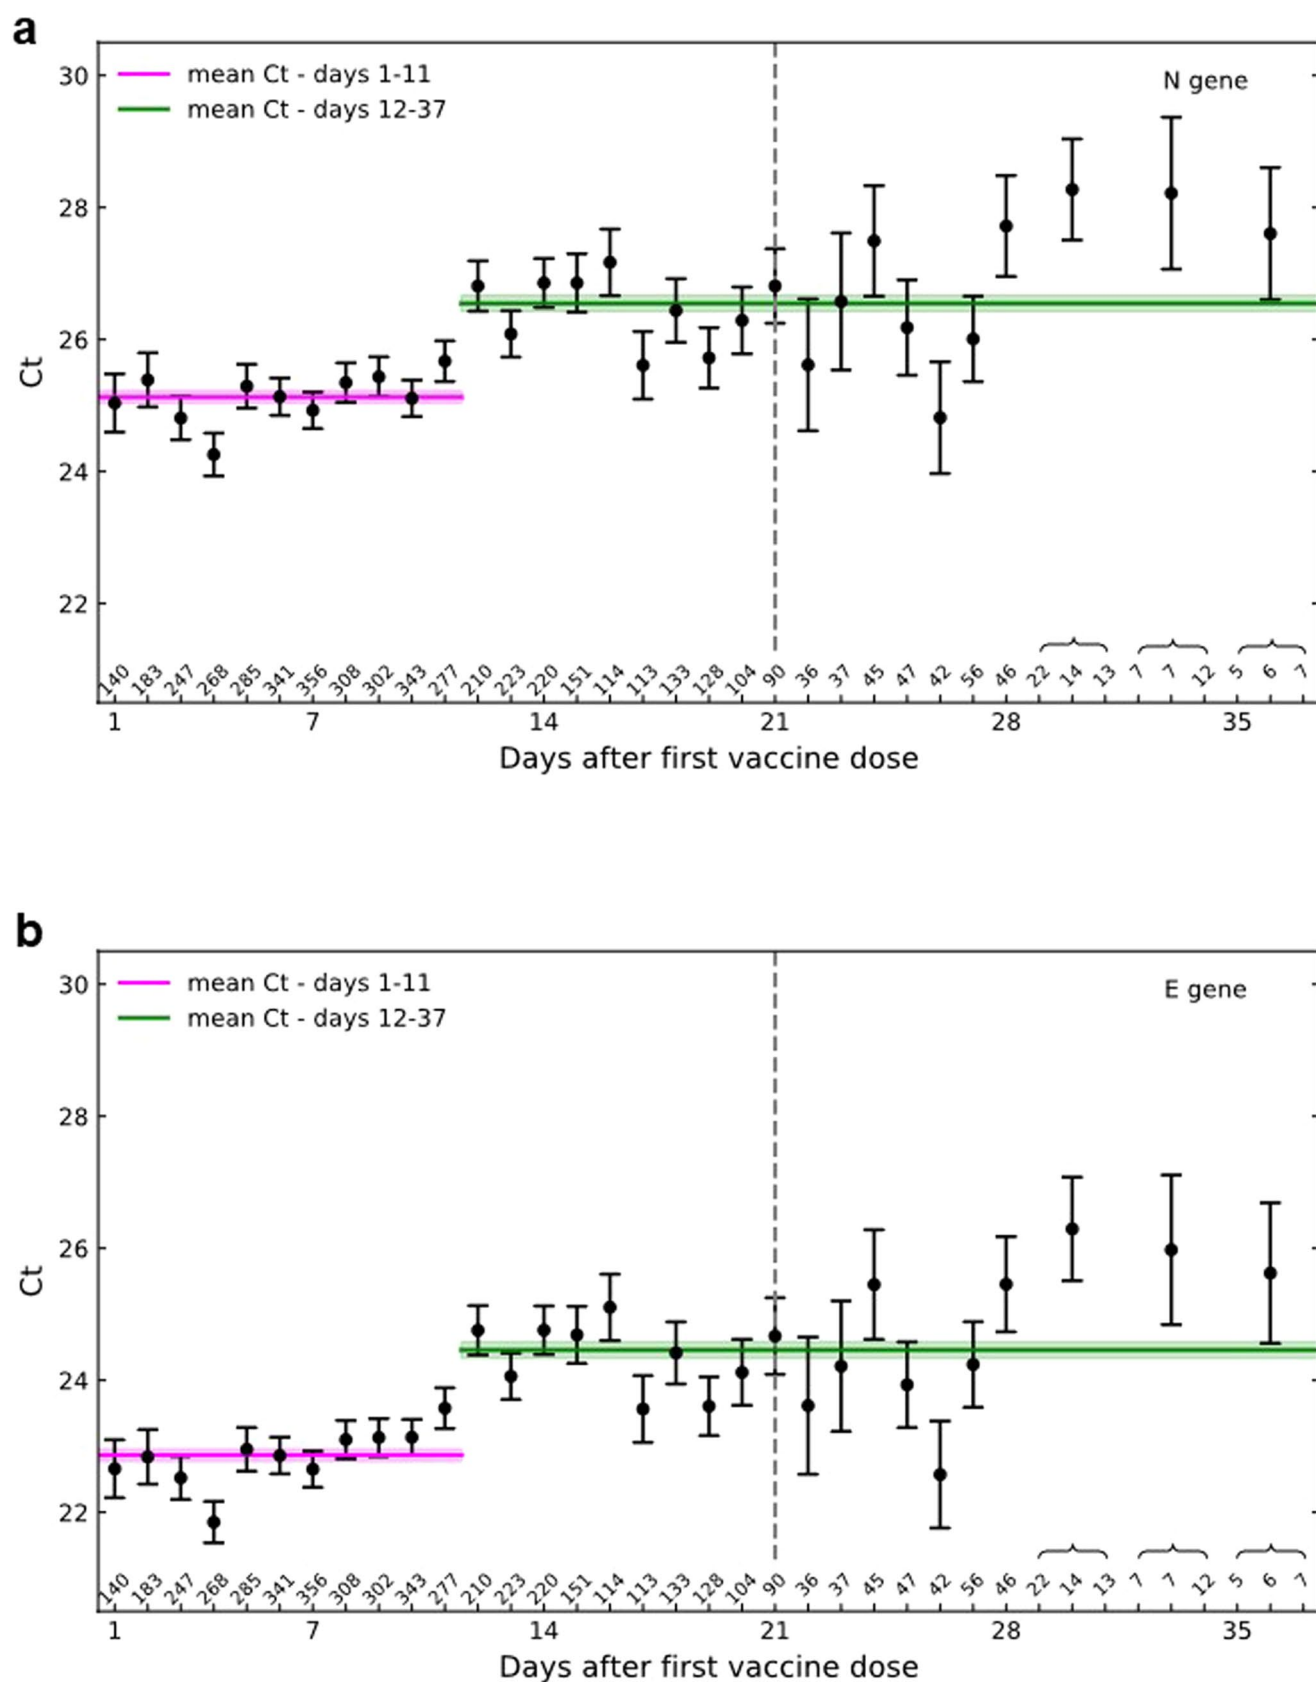 a
mean Ct - days 1-11
mean Ct - days 12-37
N gene
30
28
26
24
22
Ct
140 183 247 268 285 341 356 308 302 343 277 210 223 220 151 114 113 133 128 104 90 36 37 45 47 42 56 46 22 14 13 7 7 12 5 6 7
1 7 14 21 28 35
Days after first vaccine dose
b
mean Ct - days 1-11
mean Ct - days 12-37
E gene
30
28
26
24
22
Ct
140 183 247 268 285 341 356 308 302 343 277 210 223 220 151 114 113 133 128 104 90 36 37 45 47 42 56 46 22 14 13 7 7 12 5 6 7
1 7 14 21 28 35
Days after first vaccine dose